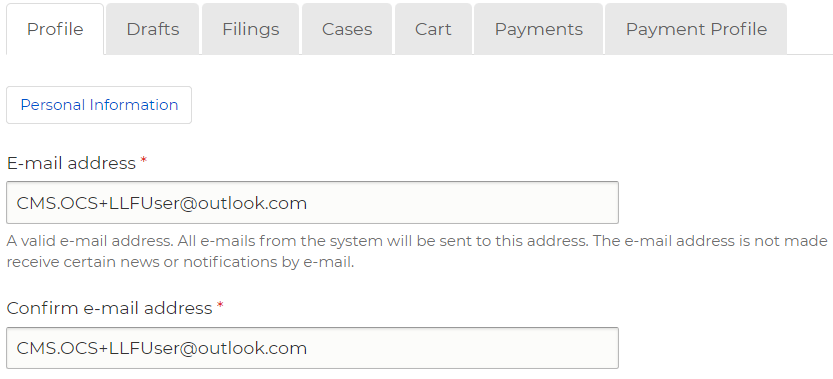 Profile Drafts Filings Cases Cart Payments Payment Profile
Personal Information
E-mail address *
CMS.OCS+LLFUser@outlook.com
A valid e-mail address. All e-mails from the system will be sent to this address. The e-mail address is not made
receive certain news or notifications by e-mail.
Confirm e-mail address *
CMS.OCS+LLFUser@outlook.com